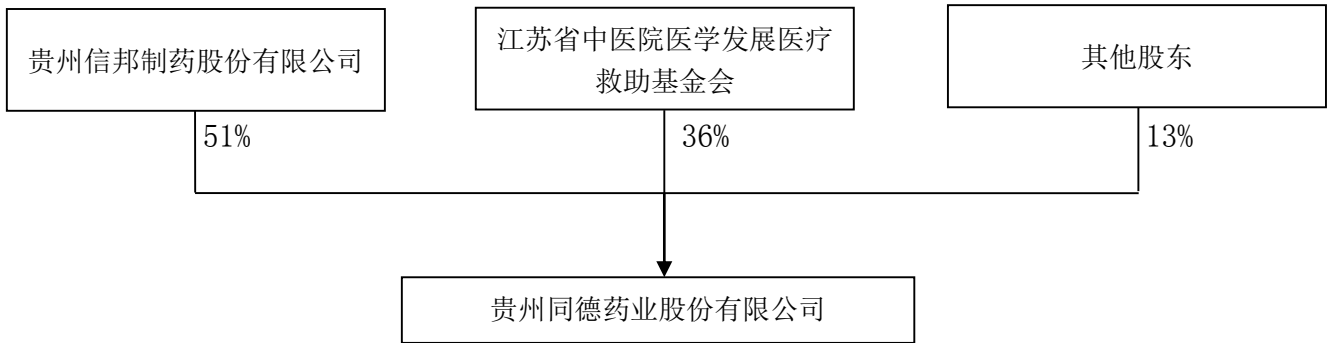 贵州信邦制药股份有限公司
江苏省中医院医学发展医疗
救助基金会
其他股东
51%
36%
13%
贵州同德药业股份有限公司